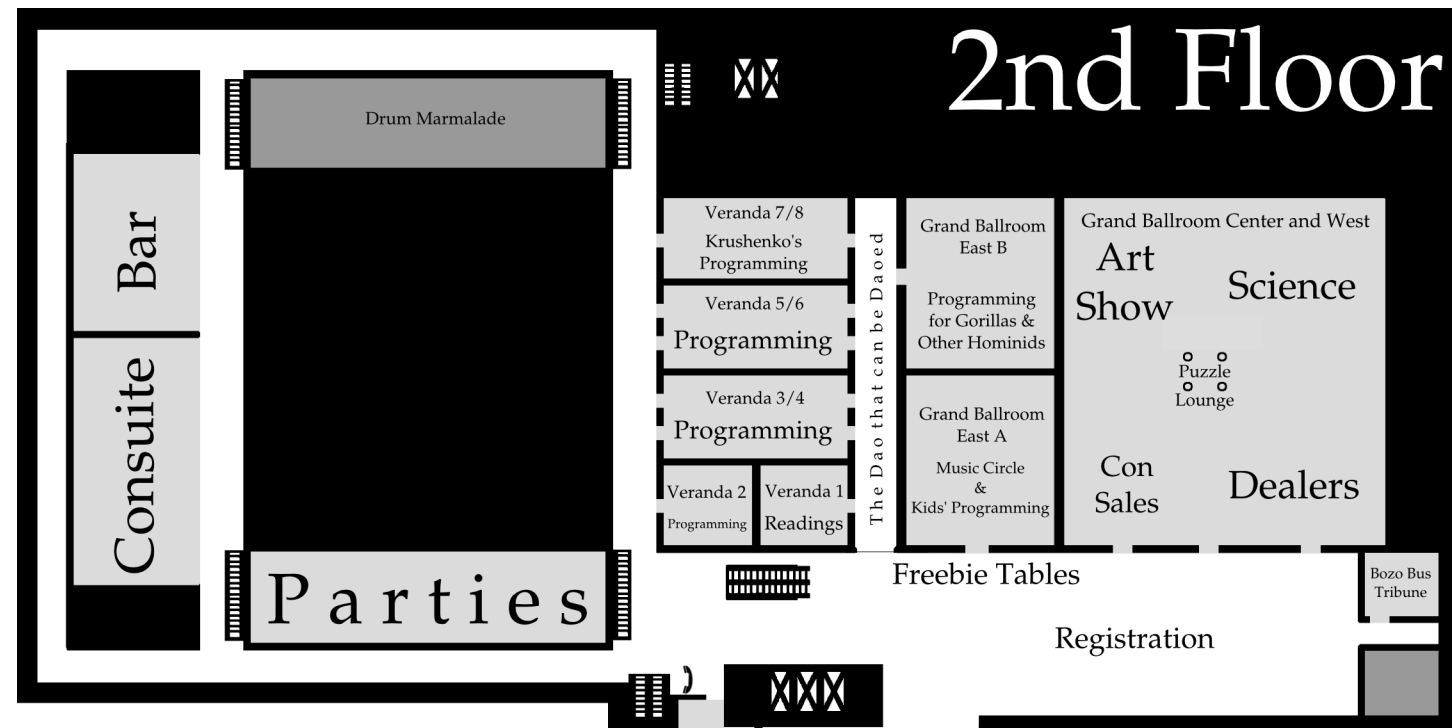 2nd Floor
Drum Marmalade
Bar
Consuite
Parties
Veranda 7/8
Krushenko's
Programming
Veranda 5/6
Programming
Veranda 3/4
Programming
Veranda 2
Programming
Veranda 1
Readings
The Dao that can be Daoed
Grand Ballroom
East B
Programming
for Gorillas &
Other Hominids
Grand Ballroom
East A
Music Circle
&
Kids' Programming
Grand Ballroom Center and West
Art
Show
Science
Puzzle
Lounge
Con
Sales
Dealers
Freebie Tables
Bozo Bus
Tribune
Registration